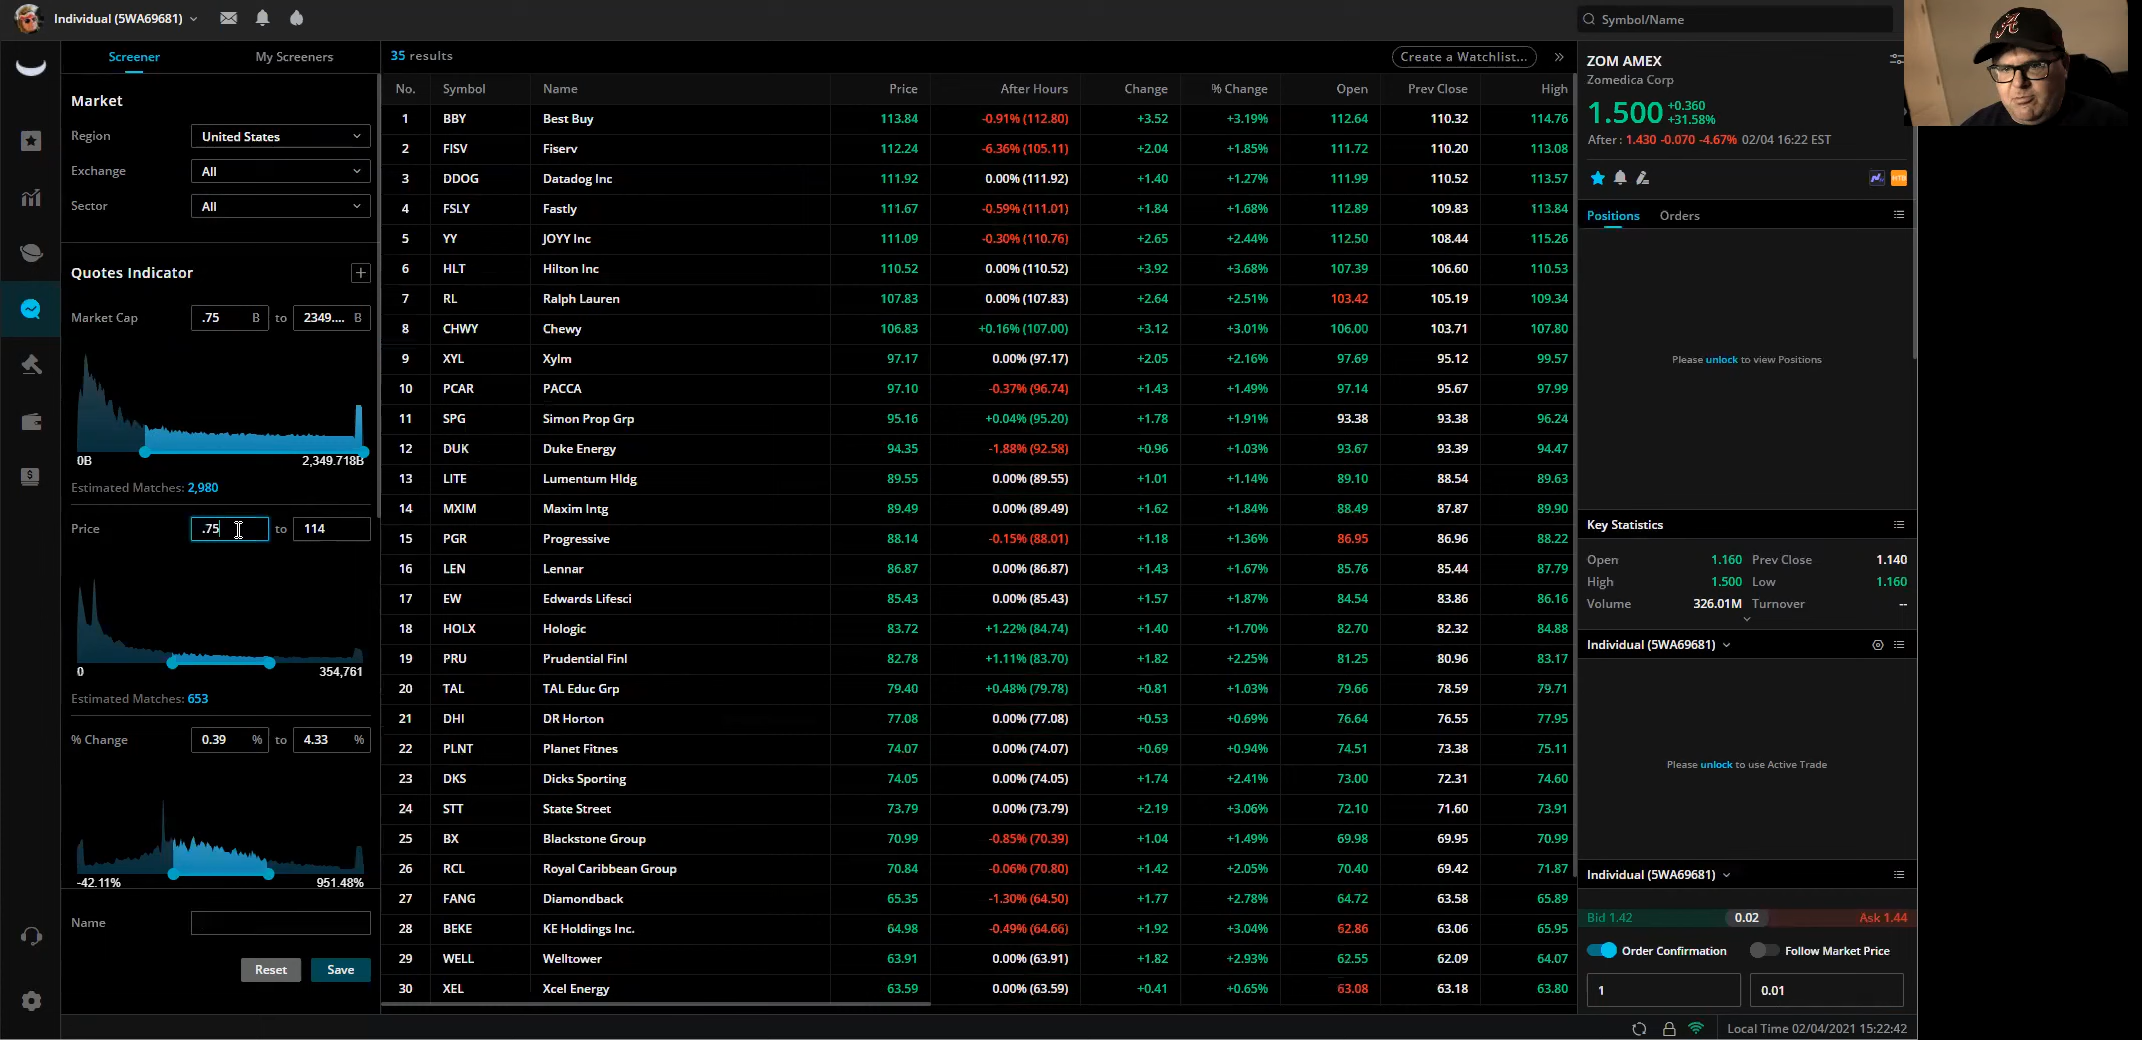 Individual (5WA69681)
Symbol/Name
Screener My Screeners
Market
Region United States
Exchange All
Sector All
Quotes Indicator
Market Cap .75 B to 2349.... B
0B 2,349.718B
Estimated Matches: 2,980
Price .75 to 114
0 354,761
Estimated Matches: 653
% Change 0.39 % to 4.33 %
-42.11% 951.48%
Name
Reset Save
35 results Create a Watchlist...
No. Symbol Name Price After Hours Change % Change Open Prev Close High
1 BBY Best Buy 113.84 -0.91% (112.80) +3.52 +3.19% 112.64 110.32 114.76
2 FISV Fiserv 112.24 -6.36% (105.11) +2.04 +1.85% 111.72 110.20 113.08
3 DDOG Datadog Inc 111.92 0.00% (111.92) +1.40 +1.27% 111.99 110.52 113.57
4 FSLY Fastly 111.67 -0.59% (111.01) +1.84 +1.68% 112.89 109.83 113.84
5 YY JOYY Inc 111.09 -0.30% (110.76) +2.65 +2.44% 112.50 108.44 115.26
6 HLT Hilton Inc 110.52 0.00% (110.52) +3.92 +3.68% 107.39 106.60 110.53
7 RL Ralph Lauren 107.83 0.00% (107.83) +2.64 +2.51% 103.42 105.19 109.34
8 CHWY Chewy 106.83 +0.16% (107.00) +3.12 +3.01% 106.00 103.71 107.80
9 XYL Xylm 97.17 0.00% (97.17) +2.05 +2.16% 97.69 95.12 99.57
10 PCAR PACCA 97.10 -0.37% (96.74) +1.43 +1.49% 97.14 95.67 97.99
11 SPG Simon Prop Grp 95.16 +0.04% (95.20) +1.78 +1.91% 93.38 93.38 96.24
12 DUK Duke Energy 94.35 -1.88% (92.58) +0.96 +1.03% 93.67 93.39 94.47
13 LITE Lumentum Hldg 89.55 0.00% (89.55) +1.01 +1.14% 89.10 88.54 89.63
14 MXIM Maxim Intg 89.49 0.00% (89.49) +1.62 +1.84% 88.49 87.87 89.90
15 PGR Progressive 88.14 -0.15% (88.01) +1.18 +1.36% 86.95 86.96 88.22
16 LEN Lennar 86.87 0.00% (86.87) +1.43 +1.67% 85.76 85.44 87.79
17 EW Edwards Lifesci 85.43 0.00% (85.43) +1.57 +1.87% 84.54 83.86 86.16
18 HOLX Hologic 83.72 +1.22% (84.74) +1.40 +1.70% 82.70 82.32 84.88
19 PRU Prudential Finl 82.78 +1.11% (83.70) +1.82 +2.25% 81.25 80.96 83.17
20 TAL TAL Educ Grp 79.40 +0.48% (79.78) +0.81 +1.03% 79.66 78.59 79.71
21 DHI DR Horton 77.08 0.00% (77.08) +0.53 +0.69% 76.64 76.55 77.95
22 PLNT Planet Fitnes 74.07 0.00% (74.07) +0.69 +0.94% 74.51 73.38 75.11
23 DKS Dicks Sporting 74.05 0.00% (74.05) +1.74 +2.41% 73.00 72.31 74.60
24 STT State Street 73.79 0.00% (73.79) +2.19 +3.06% 72.10 71.60 73.91
25 BX Blackstone Group 70.99 -0.85% (70.39) +1.04 +1.49% 69.98 69.95 70.99
26 RCL Royal Caribbean Group 70.84 -0.06% (70.80) +1.42 +2.05% 70.40 69.42 71.87
27 FANG Diamondback 65.35 -1.30% (64.50) +1.77 +2.78% 64.72 63.58 65.89
28 BEKE KE Holdings Inc. 64.98 -0.49% (64.66) +1.92 +3.04% 62.86 63.06 65.95
29 WELL Welltower 63.91 0.00% (63.91) +1.82 +2.93% 62.55 62.09 64.07
30 XEL Xcel Energy 63.59 0.00% (63.59) +0.41 +0.65% 63.08 63.18 63.80
ZOM AMEX
Zomedica Corp
1.500 +0.360
+31.58%
After : 1.430 -0.070 -4.67% 02/04 16:22 EST
Positions Orders
Please unlock to view Positions
Key Statistics
Open 1.160 Prev Close 1.140
High 1.500 Low 1.160
Volume 326.01M Turnover --
Individual (5WA69681)
Please unlock to use Active Trade
Individual (5WA69681)
Bid 1.42 0.02 Ask 1.44
Order Confirmation Follow Market Price
1 0.01
Local Time 02/04/2021 15:22:42
A